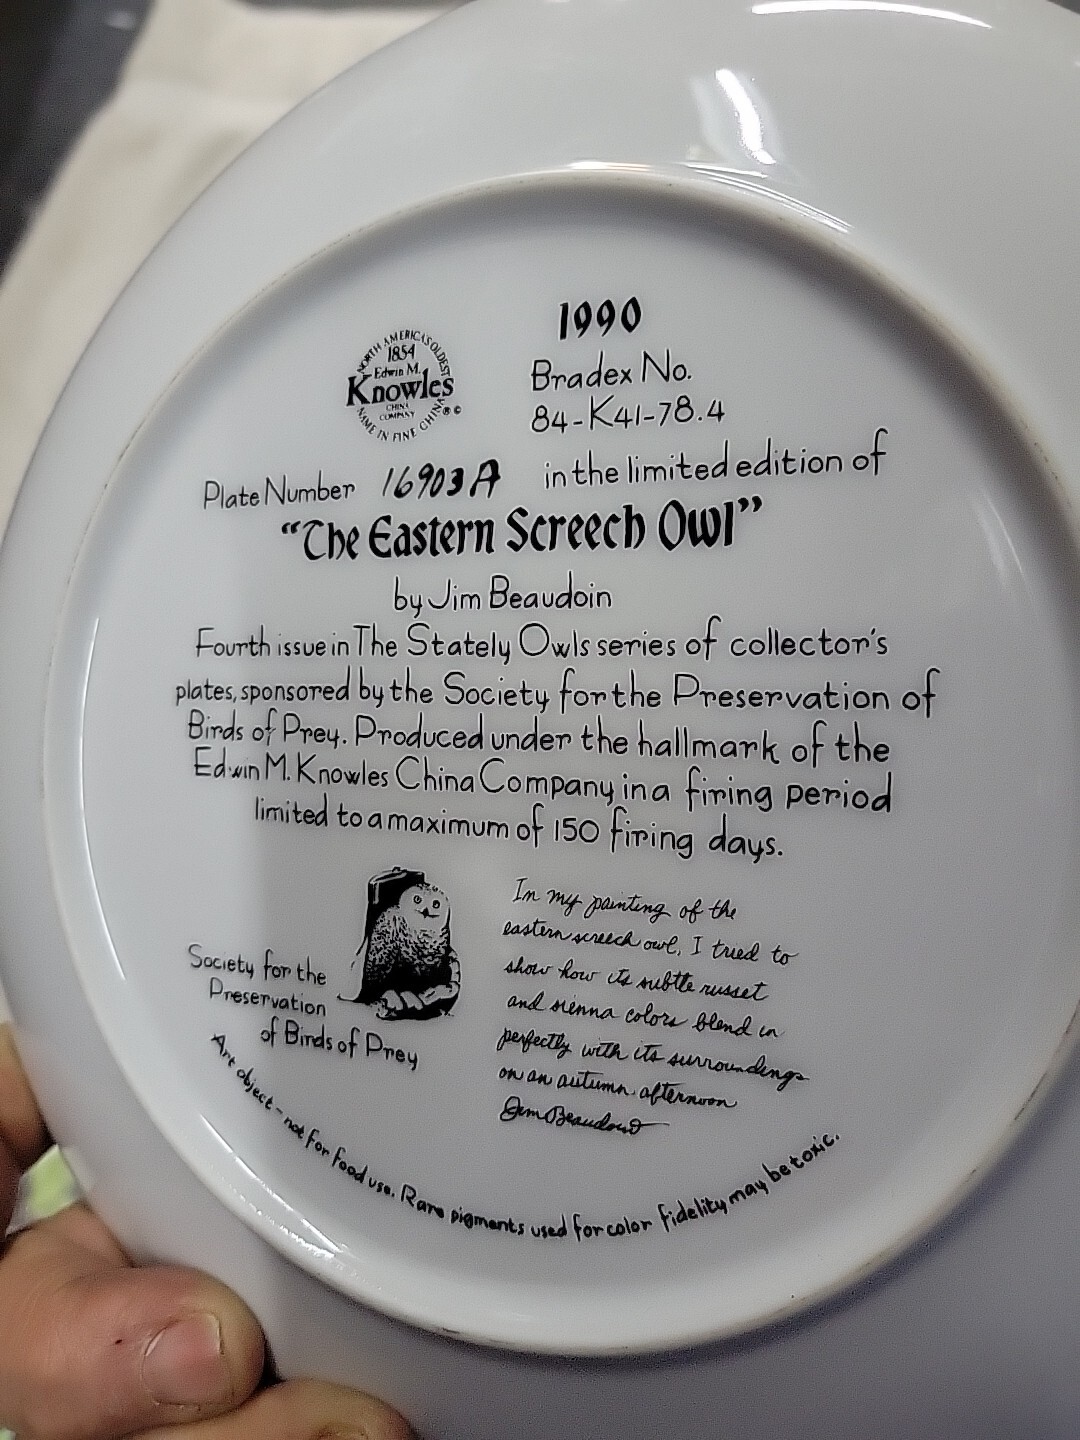 NORTH AMERICA'S OLDEST
1854
Edwin M.
Knowles
CHINA
COMPANY
® ©
NAME IN FINE CHINA
1990
Bradex No.
84-K41-78.4
Plate Number 16903A in the limited edition of
"The Eastern Screech Owl"
by Jim Beaudoin
Fourth issue in The Stately Owls series of collector's
plates, sponsored by the Society for the Preservation of
Birds of Prey. Produced under the hallmark of the
Edwin M. Knowles China Company in a firing period
limited to a maximum of 150 firing days.
Society for the
Preservation
of Birds of Prey
In my painting of the
eastern screech owl, I tried to
show how its subtle russet
and sienna colors blend in
perfectly with its surroundings
on an autumn afternoon
Jim Beaudoin
Art object - not for food use. Rare pigments used for color fidelity may be toxic.